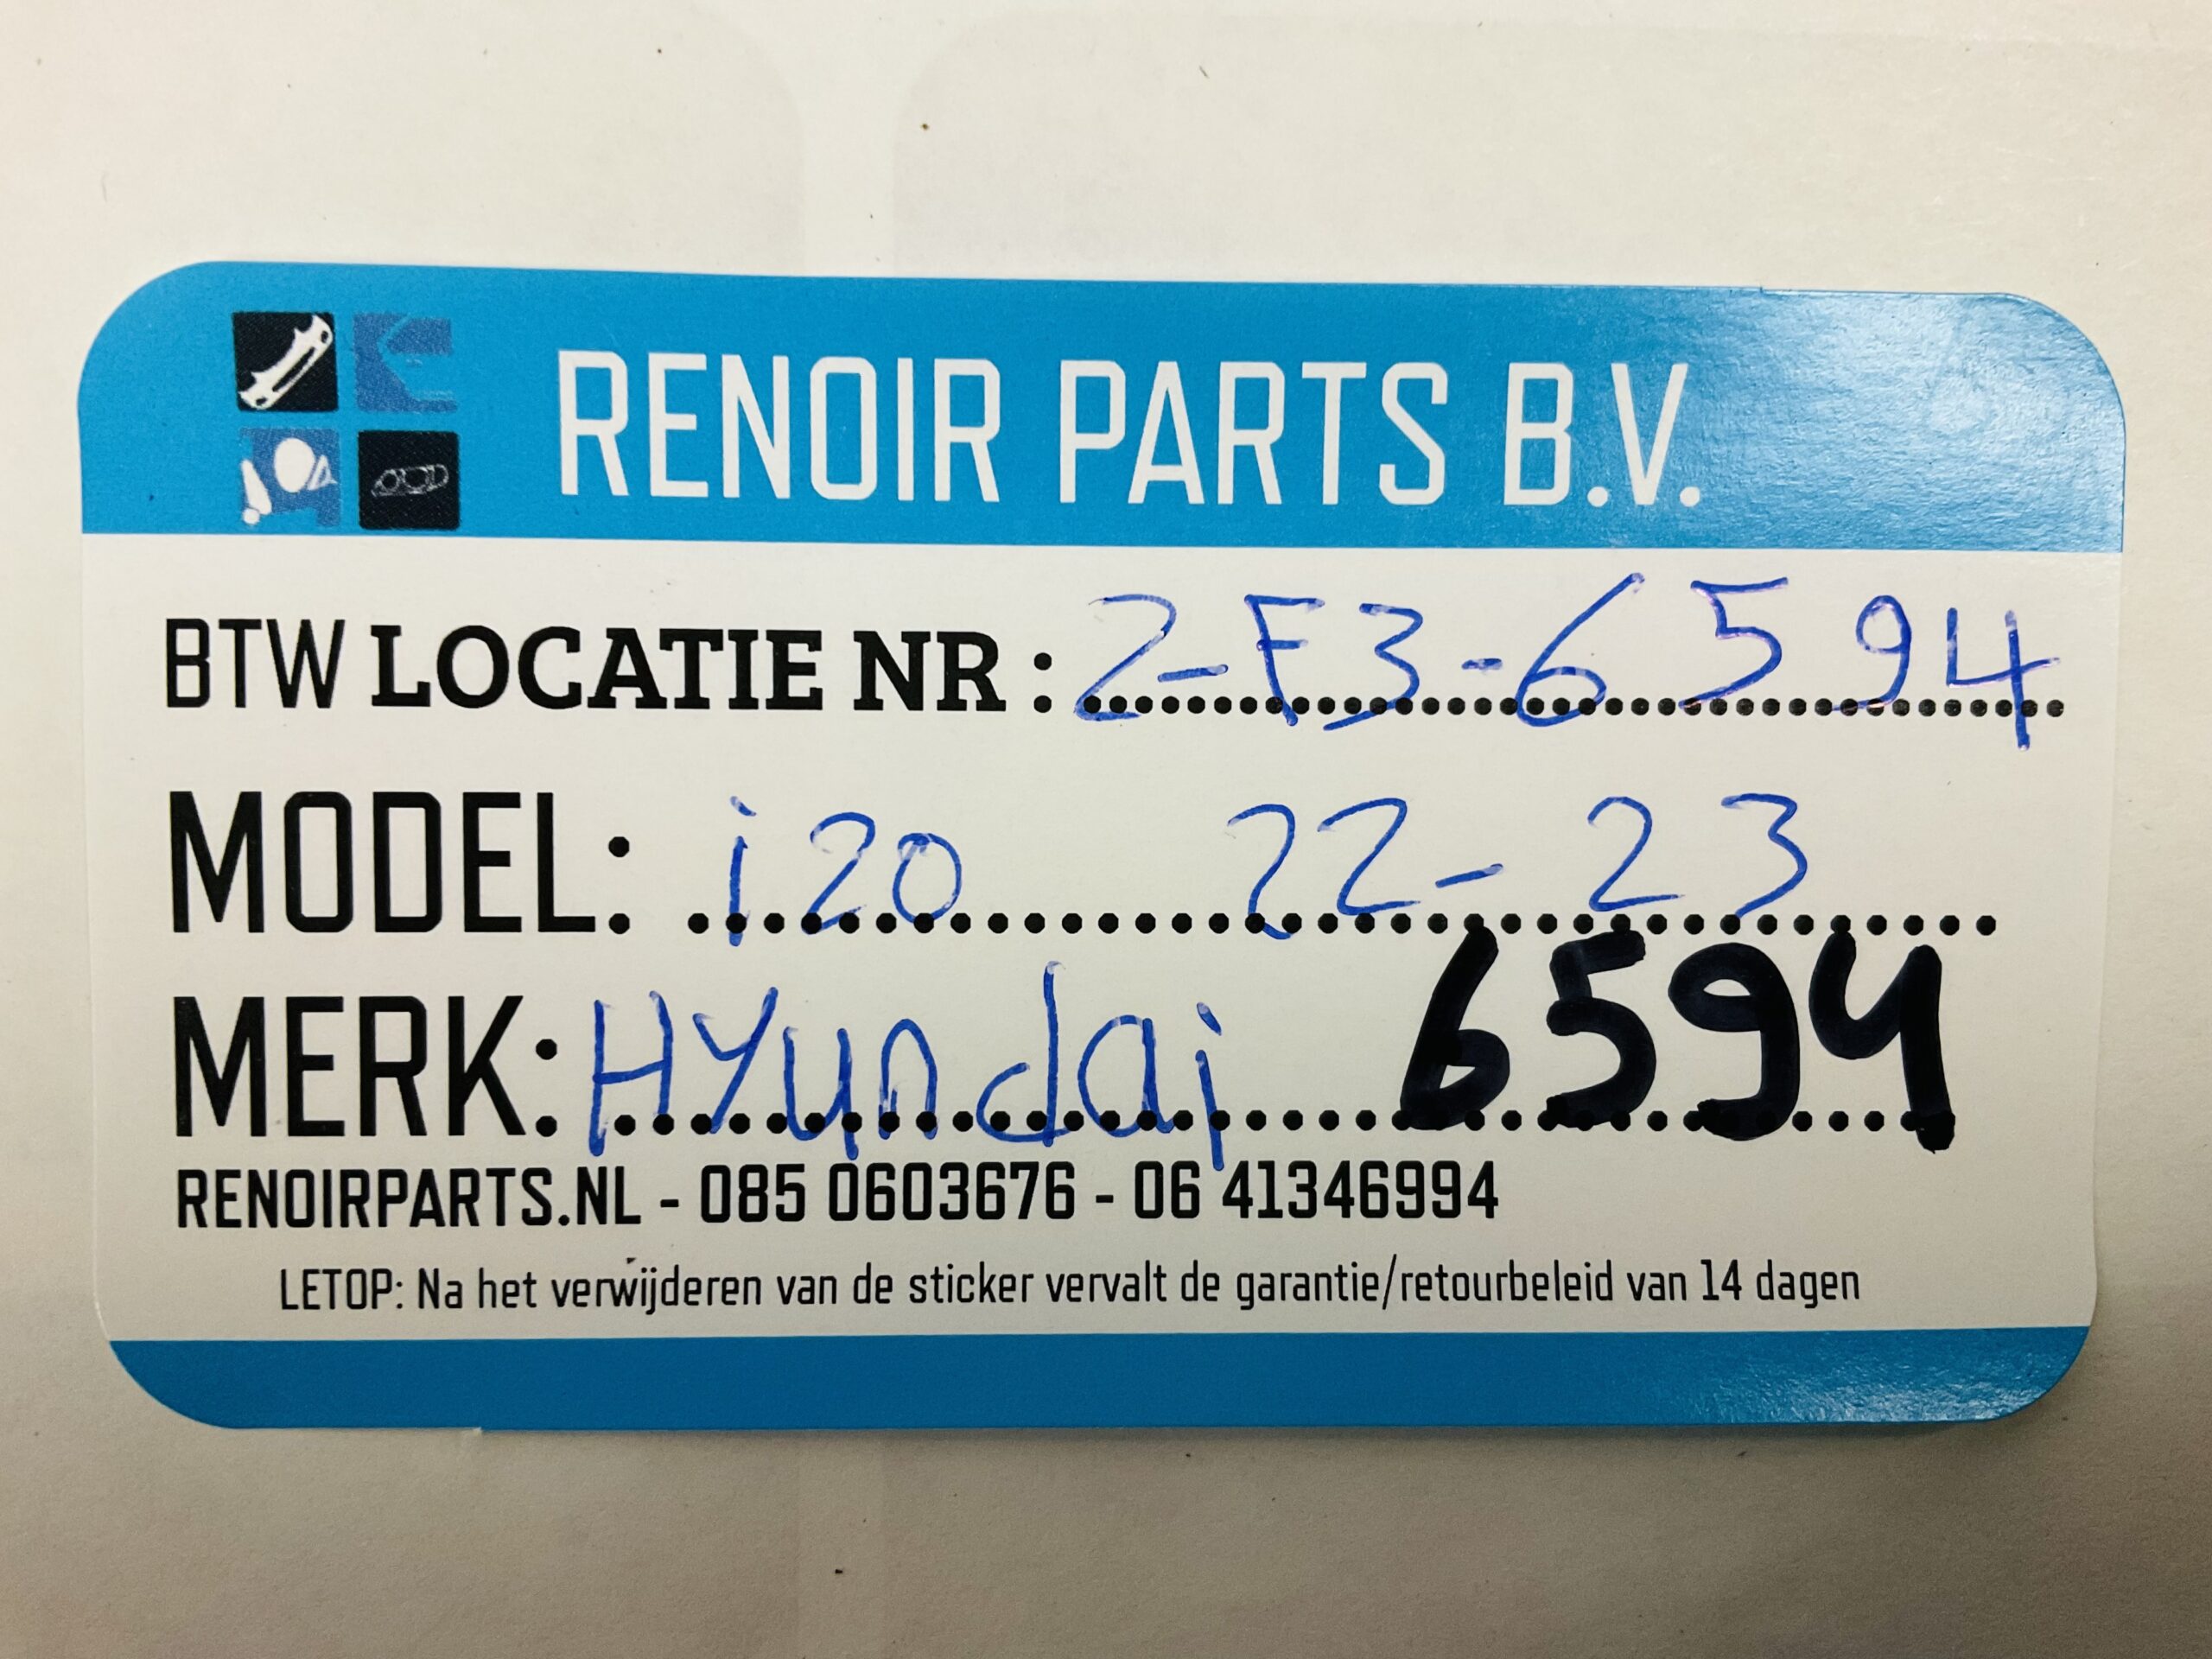 RENOIR PARTS B.V.
BTW LOCATIE NR : 2-F3-6594
MODEL: i20 22-23
MERK: HYundai 6594
RENOIRPARTS.NL - 085 0603676 - 06 41346994
LETOP: Na het verwijderen van de sticker vervalt de garantie/retourbeleid van 14 dagen